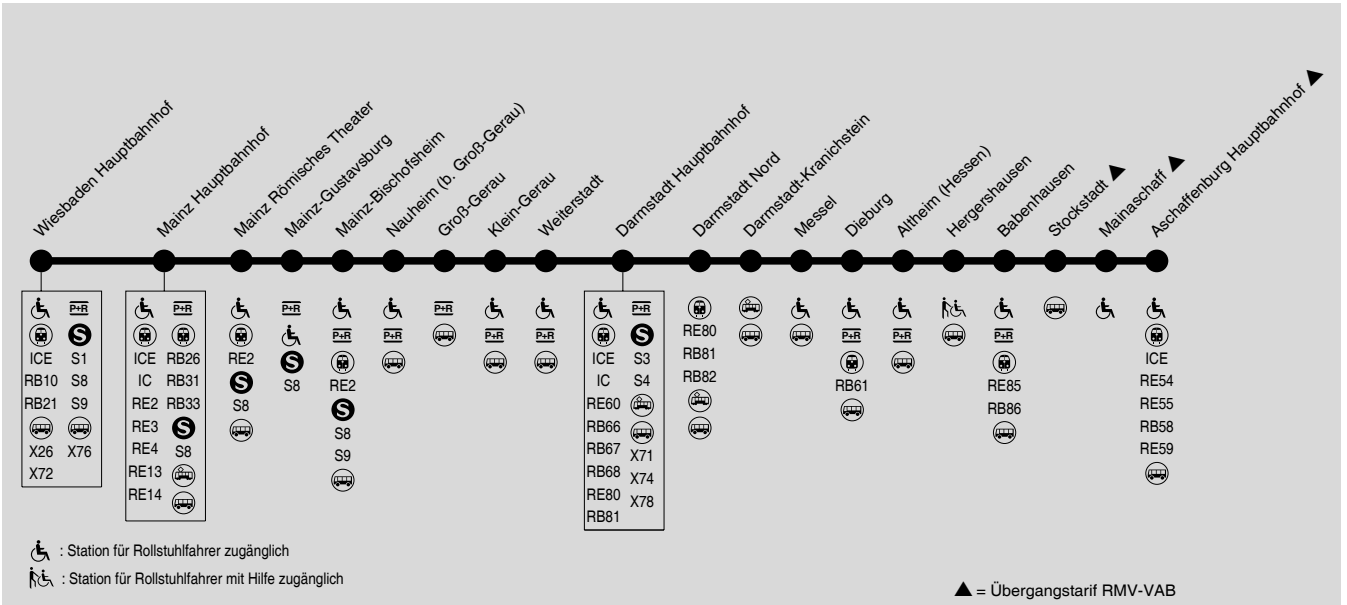 Wiesbaden Hauptbahnhof
Mainz Hauptbahnhof
Mainz Römisches Theater
Mainz-Gustavsburg
Mainz-Bischofsheim
Nauheim (b. Groß-Gerau)
Groß-Gerau
Klein-Gerau
Weiterstadt
Darmstadt Hauptbahnhof
Darmstadt Nord
Darmstadt-Kranichstein
Messel
Dieburg
Altheim (Hessen)
Hergershausen
Babenhausen
Stockstadt ▲
Mainaschaff ▲
Aschaffenburg Hauptbahnhof ▲
P+R
S
ICE S1
RB10 S8
RB21 S9
X26 X76
X72
P+R
ICE RB26
IC RB31
RE2 RB33
RE3 S
RE4 S8
RE13
RE14
RE2
S
S8
P+R
S
S8
P+R
RE2
S
S8
S9
P+R
P+R
P+R
P+R
P+R
S
ICE S3
IC S4
RE60
RB66
RB67 X71
RB68 X74
RE80 X78
RB81
RE80
RB81
RB82
P+R
RB61
P+R
P+R
RE85
RB86
ICE
RE54
RE55
RB58
RE59
: Station für Rollstuhlfahrer zugänglich
: Station für Rollstuhlfahrer mit Hilfe zugänglich
▲ = Übergangstarif RMV-VAB